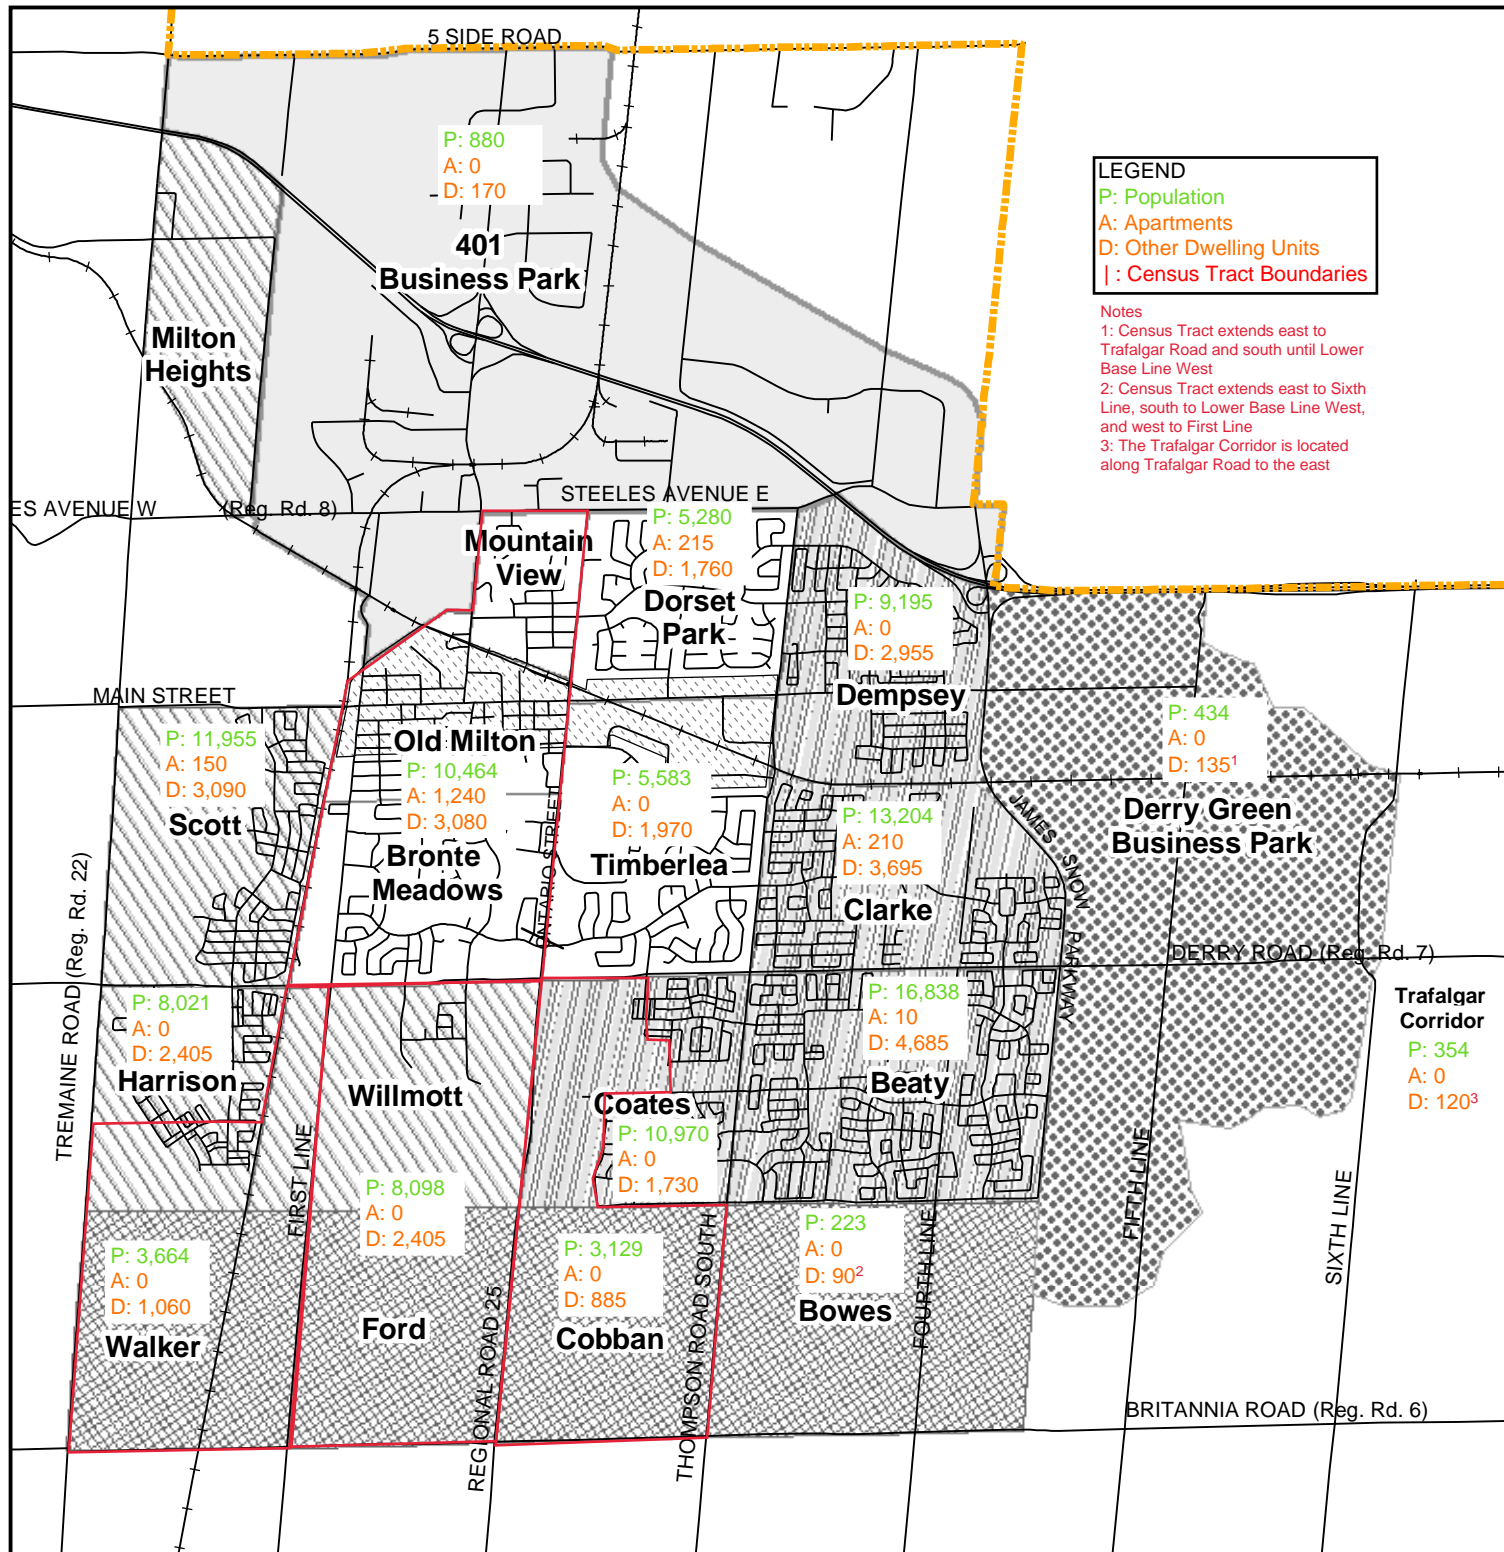 5 SIDE ROAD
P: 880
A: 0
D: 170
401
Business Park
LEGEND
P: Population
A: Apartments
D: Other Dwelling Units
| : Census Tract Boundaries
Notes
1: Census Tract extends east to
Trafalgar Road and south until Lower
Base Line West
2: Census Tract extends east to Sixth
Line, south to Lower Base Line West,
and west to First Line
3: The Trafalgar Corridor is located
along Trafalgar Road to the east
Milton
Heights
ES AVENUE W (Reg. Rd. 8)
STEELES AVENUE E
Mountain
View
P: 5,280
A: 215
D: 1,760
Dorset
Park
P: 9,195
A: 0
D: 2,955
Dempsey
MAIN STREET
P: 434
A: 0
D: 135¹
Derry Green
Business Park
P: 11,955
A: 150
D: 3,090
Scott
Old Milton
P: 10,464
A: 1,240
D: 3,080
Bronte
Meadows
ONTARIO STREET
P: 5,583
A: 0
D: 1,970
Timberlea
P: 13,204
A: 210
D: 3,695
Clarke
JAMES SNOW PARKWAY
DERRY ROAD (Reg. Rd. 7)
TREMAINE ROAD (Reg. Rd. 22)
P: 8,021
A: 0
D: 2,405
Harrison
Willmott
P: 16,838
A: 10
D: 4,685
Beaty
Trafalgar
Corridor
P: 354
A: 0
D: 120³
Coates
P: 10,970
A: 0
D: 1,730
FIRST LINE
P: 8,098
A: 0
D: 2,405
Ford
P: 3,664
A: 0
D: 1,060
Walker
REGIONAL ROAD 25
P: 3,129
A: 0
D: 885
Cobban
THOMPSON ROAD SOUTH
P: 223
A: 0
D: 90²
Bowes
FOURTH LINE
FIFTH LINE
SIXTH LINE
BRITANNIA ROAD (Reg. Rd. 6)